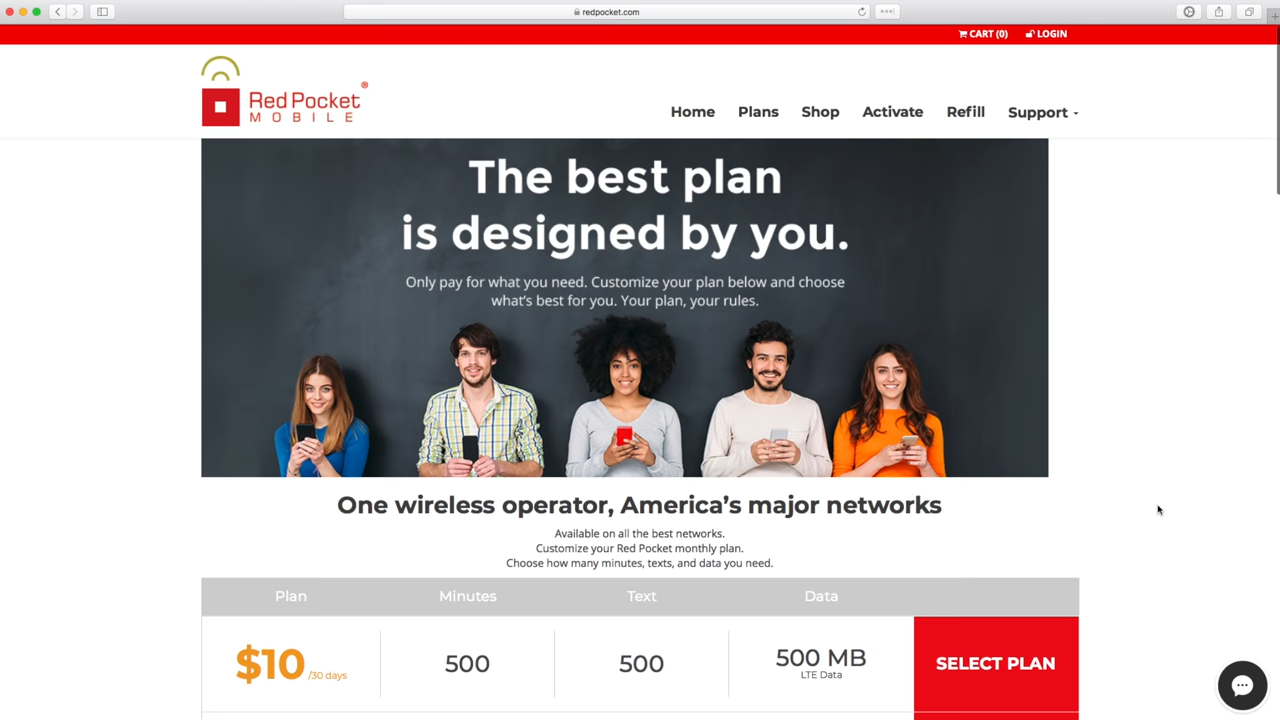 redpocket.com
CART (0) LOGIN
Red Pocket®
MOBILE
Home Plans Shop Activate Refill Support
The best plan
is designed by you.
Only pay for what you need. Customize your plan below and choose
what's best for you. Your plan, your rules.
One wireless operator, America's major networks
Available on all the best networks.
Customize your Red Pocket monthly plan.
Choose how many minutes, texts, and data you need.
Plan Minutes Text Data
$10 /30 days 500 500 500 MB SELECT PLAN
LTE Data